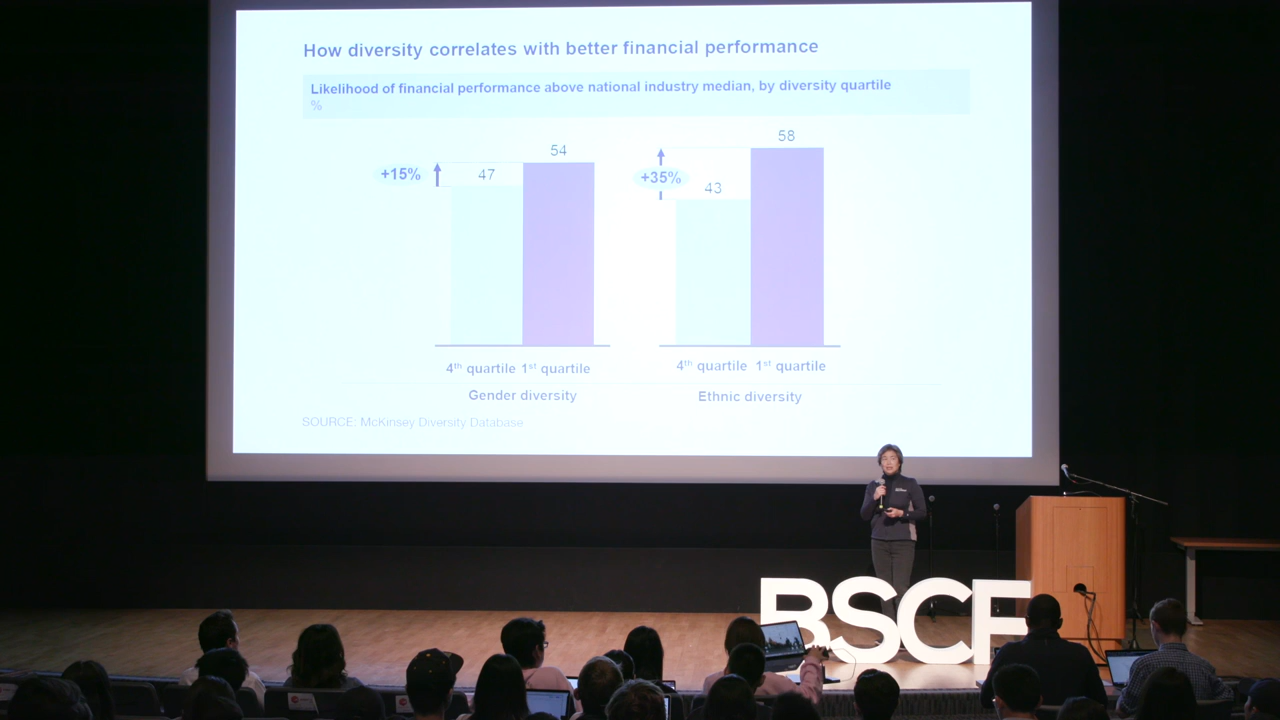 How diversity correlates with better financial performance
Likelihood of financial performance above national industry median, by diversity quartile
%
54
58
+15%
47
+35%
43
4th quartile 1st quartile
4th quartile 1st quartile
Gender diversity
Ethnic diversity
SOURCE: McKinsey Diversity Database
BSCF